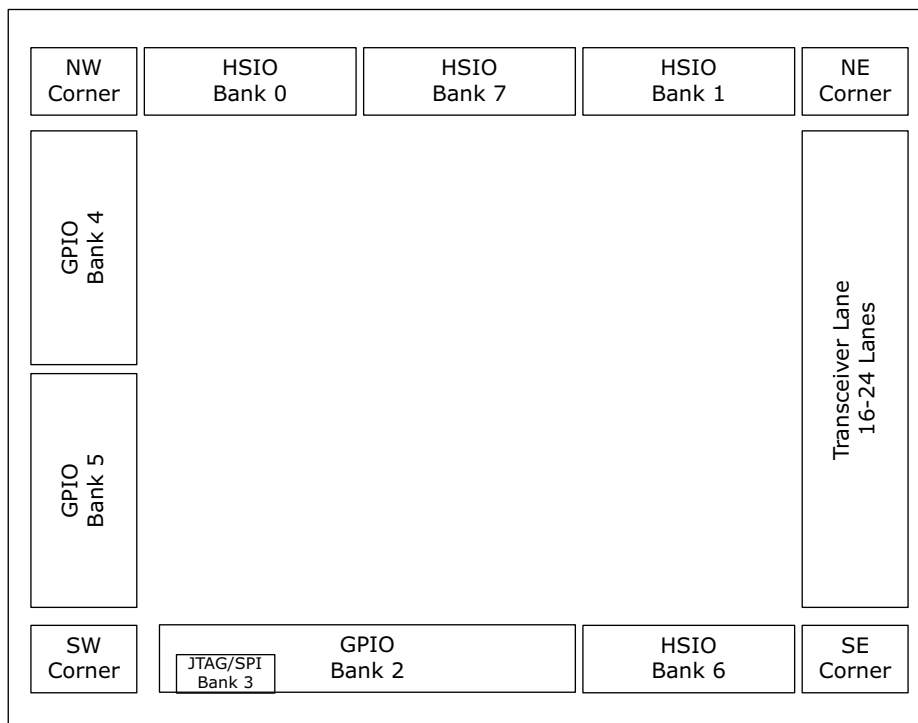 NW
Corner
HSIO
Bank 0
HSIO
Bank 7
HSIO
Bank 1
NE
Corner
GPIO
Bank 4
GPIO
Bank 5
Transceiver Lane
16-24 Lanes
SW
Corner
GPIO
Bank 2
JTAG/SPI
Bank 3
HSIO
Bank 6
SE
Corner